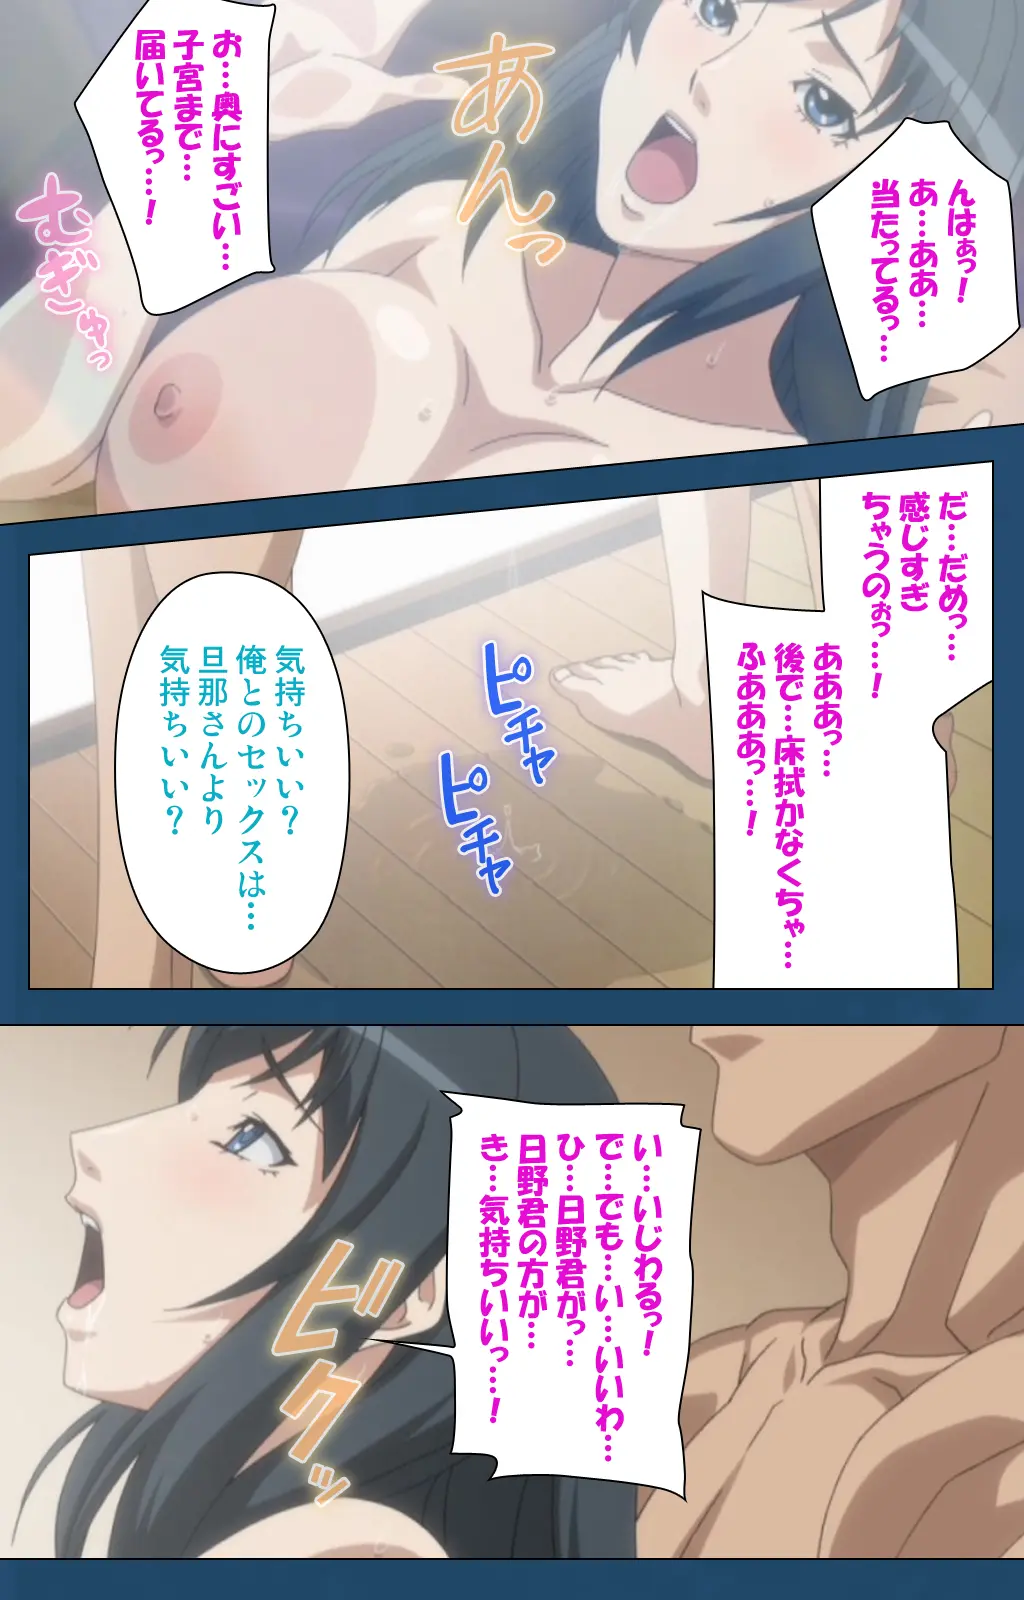 んはぁっ！
あ…ああ…
当たってるっ…
あんっ
お…奥にすごい…
子宮まで…
届いてるっ…！
むぎゅっ
だ…だめっ…
感じすぎ
ちゃうのぉっ…！
あああっ…
後で…床拭かなくちゃ…
ふあああっ…！
ピチャ
ピチャ
気持ちいい？
俺とのセックスは…
旦那さんより
気持ちいい？
い…いじわるっ！
で…でも…い…いいわ…
ひ…日野君がっ…
日野君の方が…
き…気持ちいいっ…！
ビクッ